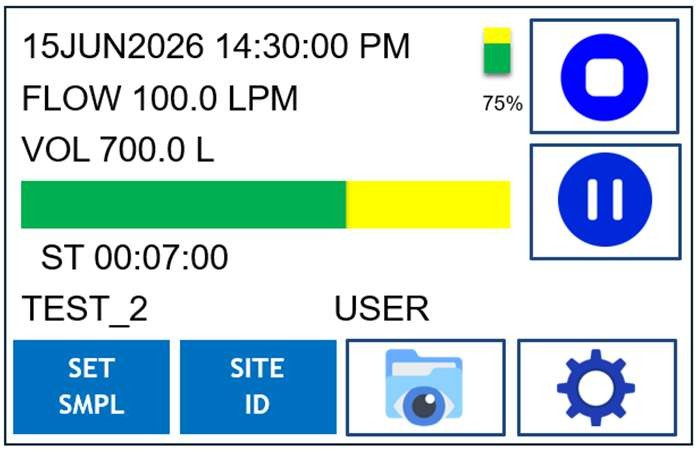 15JUN2026 14:30:00 PM
FLOW 100.0 LPM
75%
VOL 700.0 L
ST 00:07:00
TEST_2 USER
SET
SMPL
SITE
ID